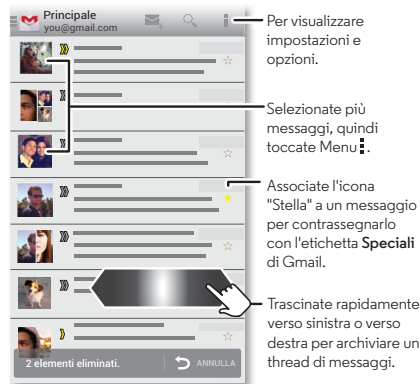 Principale
you@gmail.com
2 elementi eliminati.
ANNULLA
Per visualizzare
impostazioni e
opzioni.
Selezionate più
messaggi, quindi
toccate Menu .
Associate l'icona
"Stella" a un messaggio
per contrassegnarlo
con l'etichetta Speciali
di Gmail.
Trascinate rapidamente
verso sinistra o verso
destra per archiviare un
thread di messaggi.